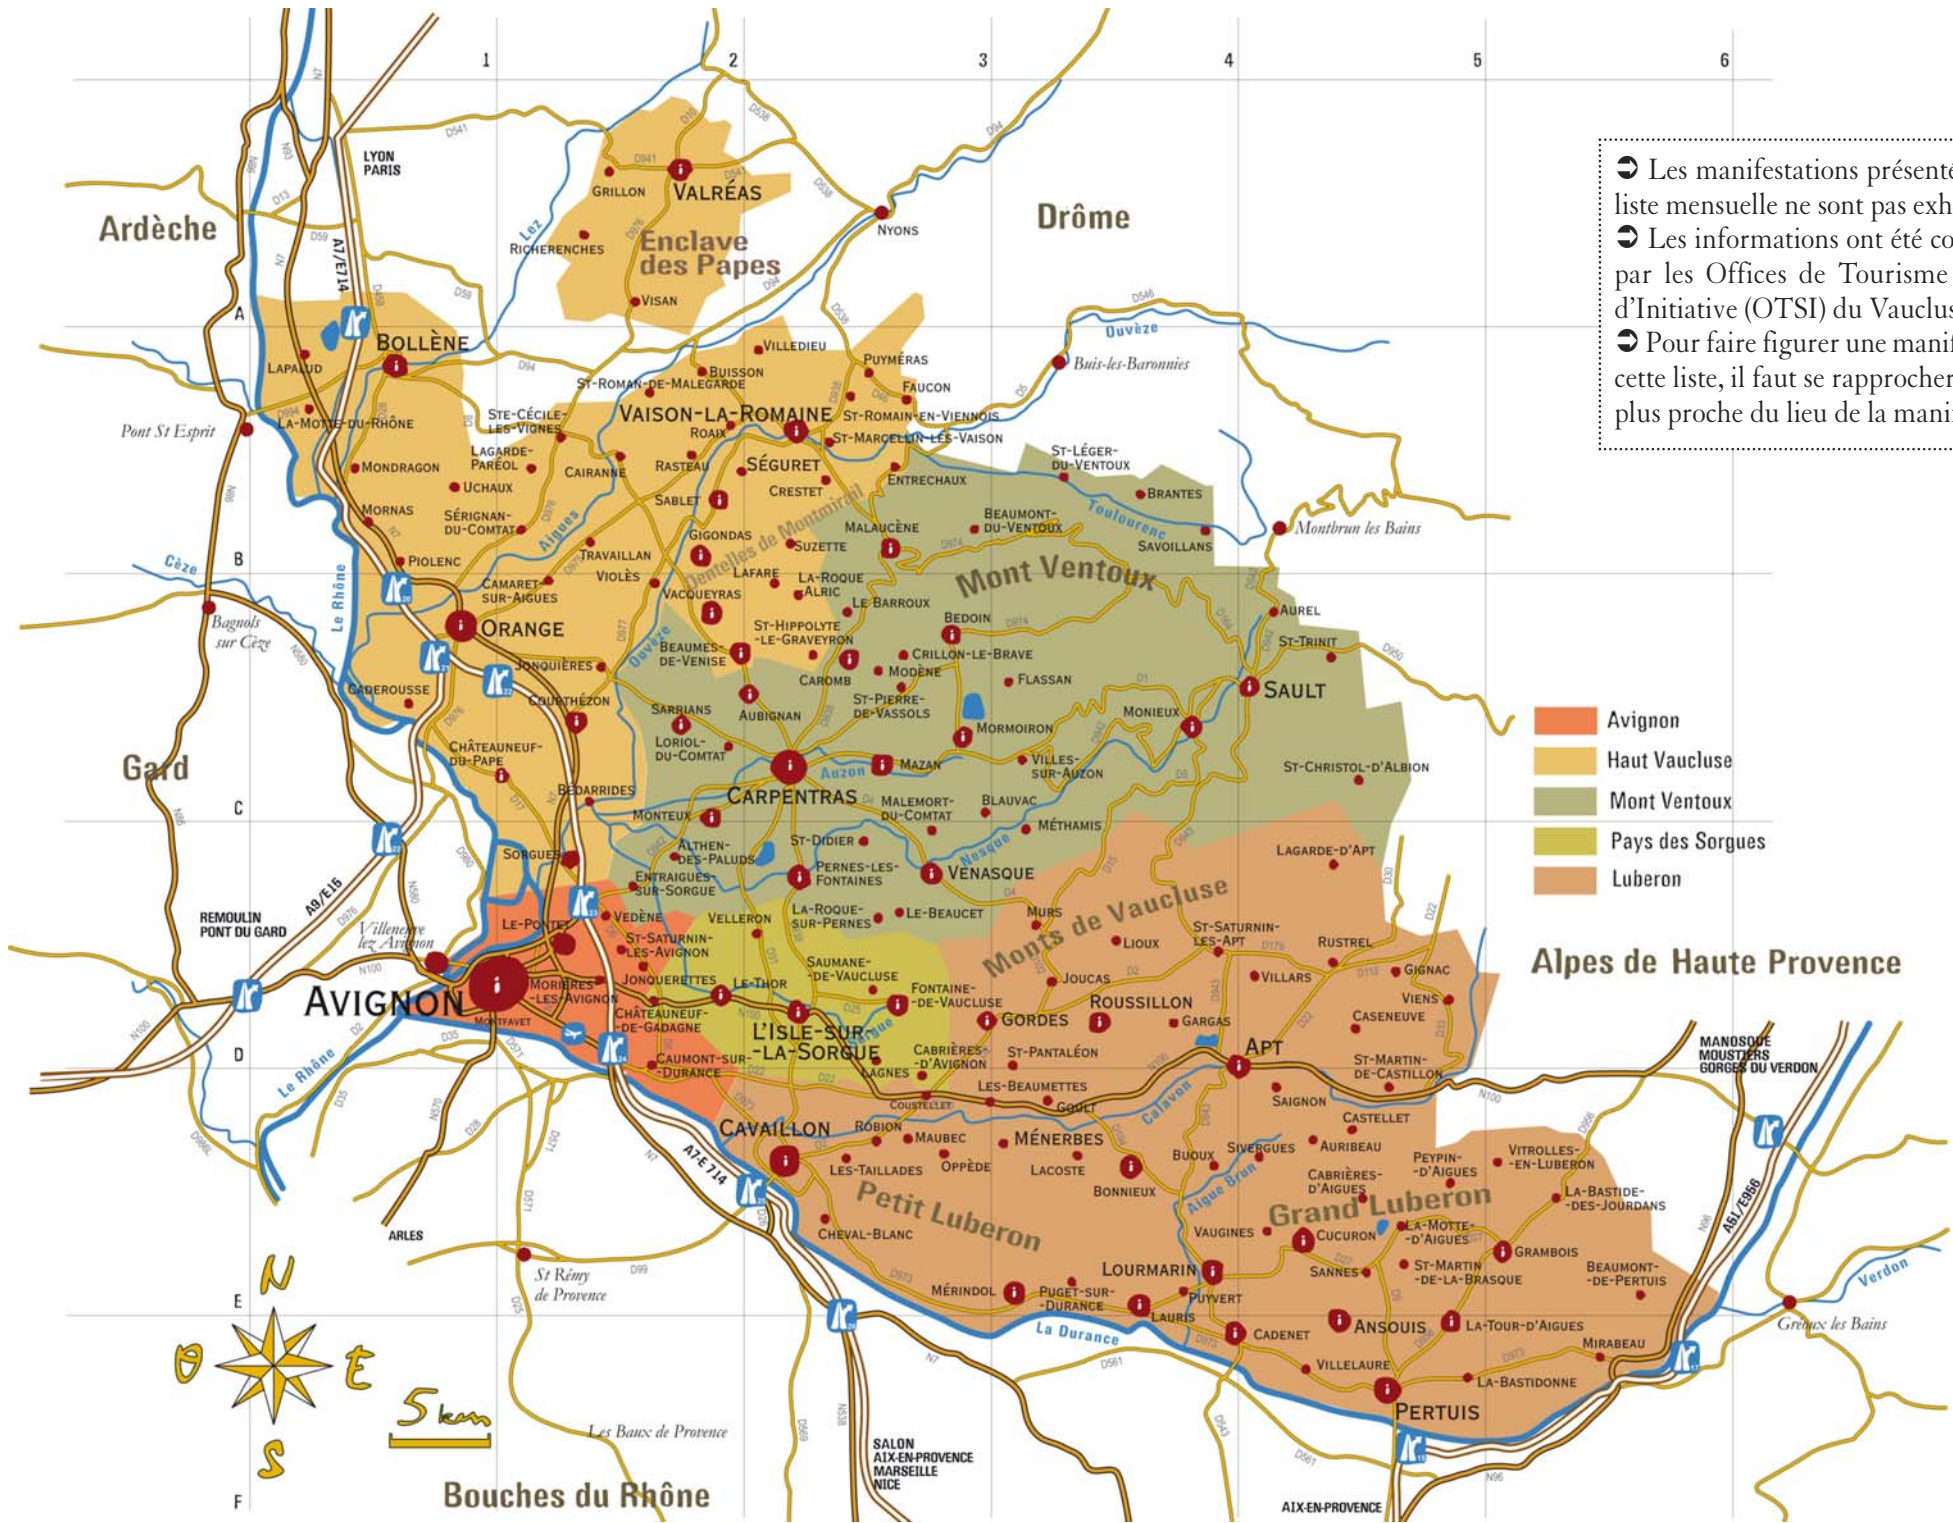 1
2
3
4
5
6
A
B
C
D
E
F
LYON
PARIS
Ardèche
Drôme
Gard
Alpes de Haute Provence
Bouches du Rhône
➲ Les manifestations présenté
liste mensuelle ne sont pas exh
➲ Les informations ont été co
par les Offices de Tourisme
d'Initiative (OTSI) du Vauclus
➲ Pour faire figurer une manif
cette liste, il faut se rapprocher
plus proche du lieu de la mani
Avignon
Haut Vaucluse
Mont Ventoux
Pays des Sorgues
Luberon
GRILLON
VALRÉAS
RICHERENCHES
Enclave
des Papes
VISAN
NYONS
Lez
BOLLÈNE
LAPALUD
LA-MOTTE-DU-RHÔNE
Pont St Esprit
MONDRAGON
MORNAS
UCHAUX
LAGARDE-
PARÉOL
STE-CÉCILE-
LES-VIGNES
SÉRIGNAN-
DU-COMTAT
PIOLENC
CAIRANNE
ST-ROMAN-DE-MALEGARDE
BUISSON
VILLEDIEU
PUYMÉRAS
FAUCON
VAISON-LA-ROMAINE
ST-ROMAIN-EN-VIENNOIS
ST-MARCELLIN-LÈS-VAISON
ROAIX
RASTEAU
SÉGURET
SABLET
CRESTET
ENTRECHAUX
Buis-les-Baronnies
Ouvèze
ST-LÉGER-
DU-VENTOUX
BRANTES
Toulourenc
SAVOILLANS
Montbrun les Bains
BEAUMONT-
DU-VENTOUX
MALAUCÈNE
Mont Ventoux
GIGONDAS
Dentelles de Montmirail
SUZETTE
LAFARE
LA-ROQUE
-ALRIC
LE BARROUX
TRAVAILLAN
VIOLÈS
VACQUEYRAS
CAMARET-
SUR-AIGUES
Aigues
Cèze
Le Rhône
Bagnols
sur Cèze
ORANGE
JONQUIÈRES
Ouvèze
COURTHÉZON
CADEROUSSE
CHÂTEAUNEUF-
DU-PAPE
BÉDARRIDES
BEAUMES-
DE-VENISE
ST-HIPPOLYTE
-LE-GRAVEYRON
CAROMB
BEDOIN
CRILLON-LE-BRAVE
MODÈNE
ST-PIERRE-
DE-VASSOLS
FLASSAN
AUBIGNAN
SARRIANS
LORIOL-
DU-COMTAT
MORMOIRON
MAZAN
Auzon
VILLES-
SUR-AUZON
MONIEUX
AUREL
ST-TRINIT
SAULT
ST-CHRISTOL-D'ALBION
CARPENTRAS
MONTEUX
MALEMORT-
DU-COMTAT
BLAUVAC
MÉTHAMIS
ST-DIDIER
Nesque
ALTHEN-
DES-PALUDS
PERNES-LES-
FONTAINES
VENASQUE
LAGARDE-D'APT
SORGUES
ENTRAIGUES-
SUR-SORGUE
VEDÈNE
LE-PONTET
ST-SATURNIN-
LES-AVIGNON
VELLERON
LA-ROQUE-
SUR-PERNES
LE-BEAUCET
MURS
Monts de Vaucluse
LIOUX
ST-SATURNIN-
LES-APT
RUSTREL
VILLARS
GIGNAC
VIENS
CASENEUVE
REMOULIN
PONT DU GARD
A9/E15
Villeneuve
lez Avignon
AVIGNON
MONTFAVET
MORIÈRES
-LES-AVIGNON
JONQUERETTES
CHÂTEAUNEUF-
-DE-GADAGNE
LE-THOR
SAUMANE-
-DE-VAUCLUSE
FONTAINE-
-DE-VAUCLUSE
L'ISLE-SUR-
-LA-SORGUE
Sorgue
CAUMONT-SUR-
-DURANCE
LAGNES
CABRIÈRES-
-D'AVIGNON
GORDES
JOUCAS
ROUSSILLON
GARGAS
ST-PANTALÉON
APT
ST-MARTIN-
DE-CASTILLON
MANOSQUE
MOUSTIERS
GORGES DU VERDON
Le Rhône
LES-BEAUMETTES
GOULT
COUSTELLET
Calavon
SAIGNON
CASTELLET
AURIBEAU
SIVERGUES
BUOUX
CAVAILLON
ROBION
MAUBEC
LES-TAILLADES
OPPÈDE
MÉNERBES
LACOSTE
BONNIEUX
Petit Luberon
Aigue Brun
CABRIÈRES-
D'AIGUES
PEYPIN-
-D'AIGUES
VITROLLES-
-EN-LUBERON
LA-BASTIDE-
-DES-JOURDANS
Grand Luberon
VAUGINES
CUCURON
LA-MOTTE-
-D'AIGUES
GRAMBOIS
SANNES
ST-MARTIN
-DE-LA-BRASQUE
BEAUMONT-
-DE-PERTUIS
CHEVAL-BLANC
LOURMARIN
MÉRINDOL
PUGET-SUR-
-DURANCE
PUYVERT
LAURIS
CADENET
ANSOUIS
LA-TOUR-D'AIGUES
MIRABEAU
VILLELAURE
LA-BASTIDONNE
PERTUIS
La Durance
Verdon
Gréoux les Bains
A7/E714
A7-E 714
A51/E956
ARLES
St Rémy
de Provence
Les Baux de Provence
SALON
AIX-EN-PROVENCE
MARSEILLE
NICE
AIX-EN-PROVENCE
N
O
E
S
5 km